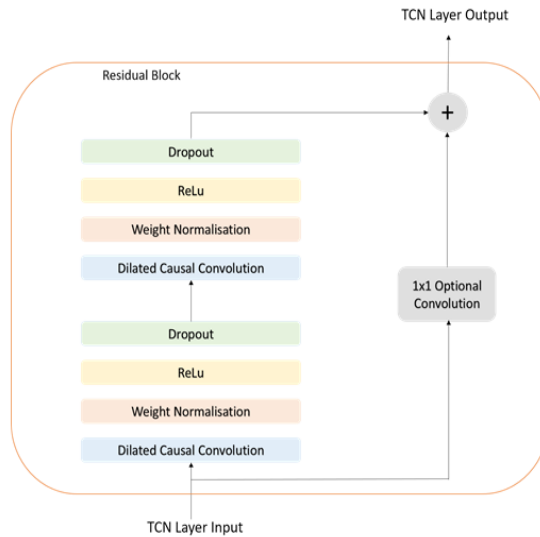 TCN Layer Output
Residual Block
+
Dropout
ReLu
Weight Normalisation
Dilated Causal Convolution
1x1 Optional
Convolution
Dropout
ReLu
Weight Normalisation
Dilated Causal Convolution
TCN Layer Input